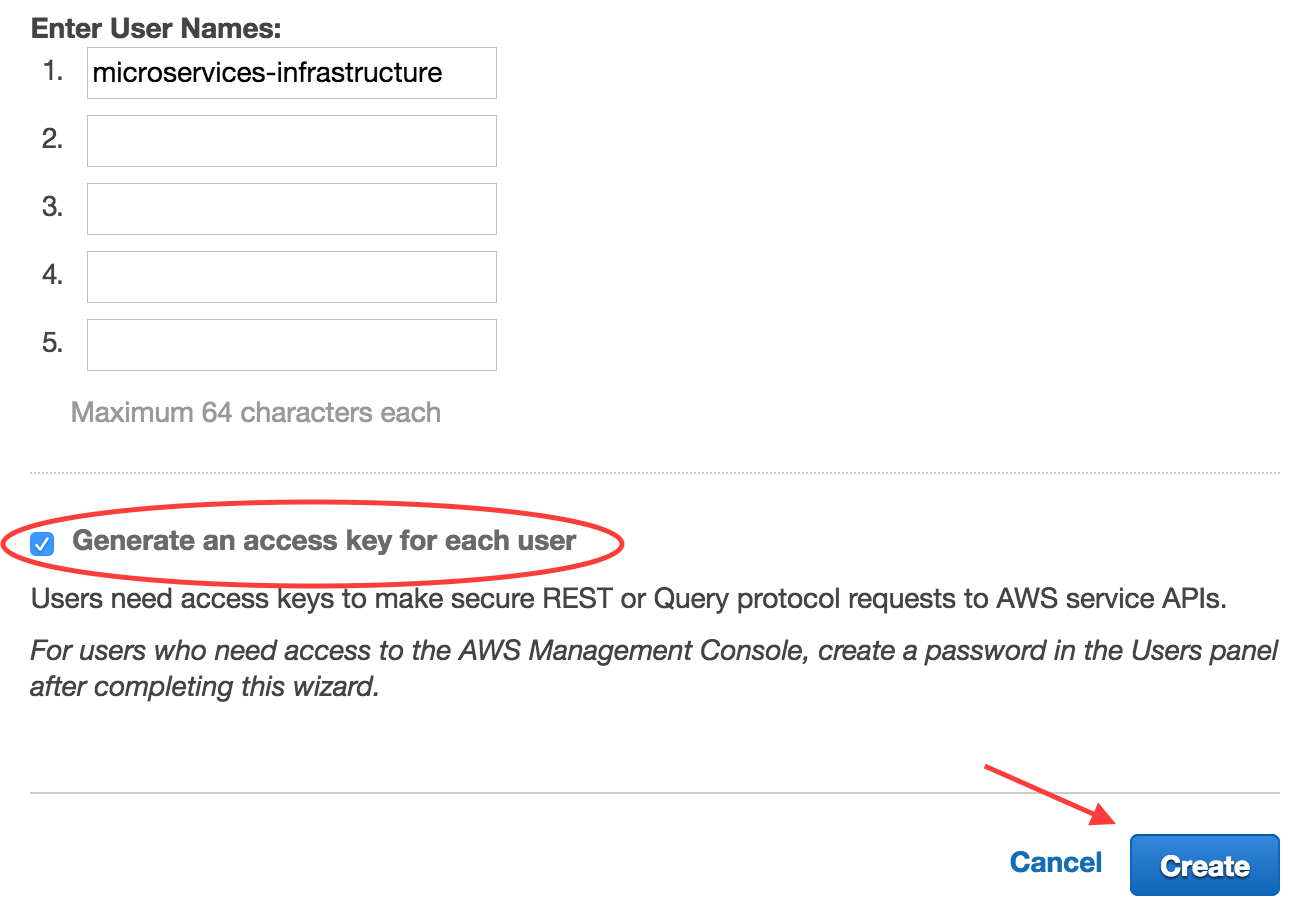 Enter User Names:
1. microservices-infrastructure
2.
3.
4.
5.
Maximum 64 characters each
Generate an access key for each user
Users need access keys to make secure REST or Query protocol requests to AWS service APIs.
For users who need access to the AWS Management Console, create a password in the Users panel
after completing this wizard.
Cancel Create